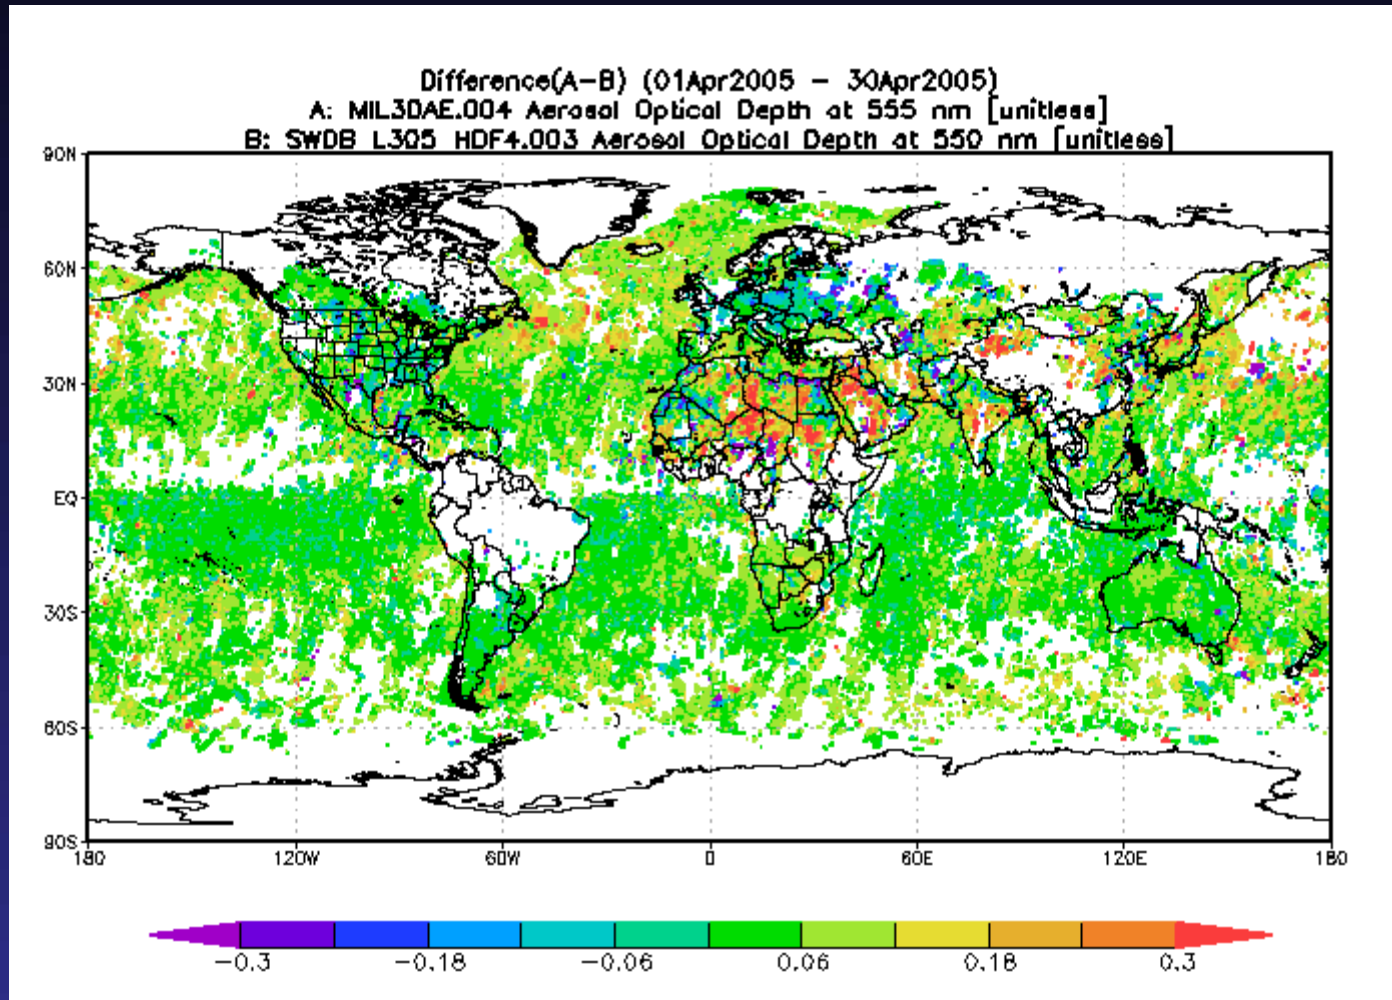 Difference(A-B) (01Apr2005 - 30Apr2005)
A: MIL3DAE.004 Aerosol Optical Depth at 555 nm [unitless]
B: SWDB L305 HDF4.003 Aerosol Optical Depth at 550 nm [unitless]
90N
60N
30N
EQ
30S
60S
90S
180 120W 60W 0 60E 120E 180
-0.3 -0.18 -0.06 0.06 0.18 0.3